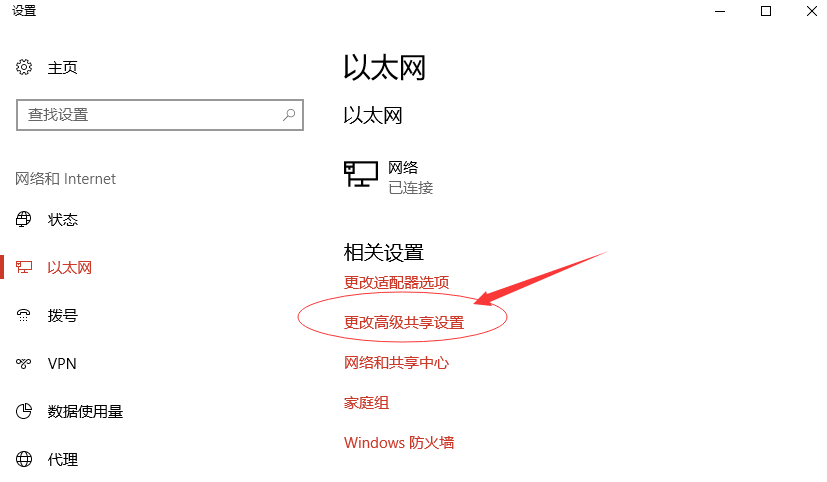 设置
主页
查找设置
网络和 Internet
状态
以太网
拨号
VPN
数据使用量
代理
以太网
以太网
网络
已连接
相关设置
更改适配器选项
更改高级共享设置
网络和共享中心
家庭组
Windows 防火墙